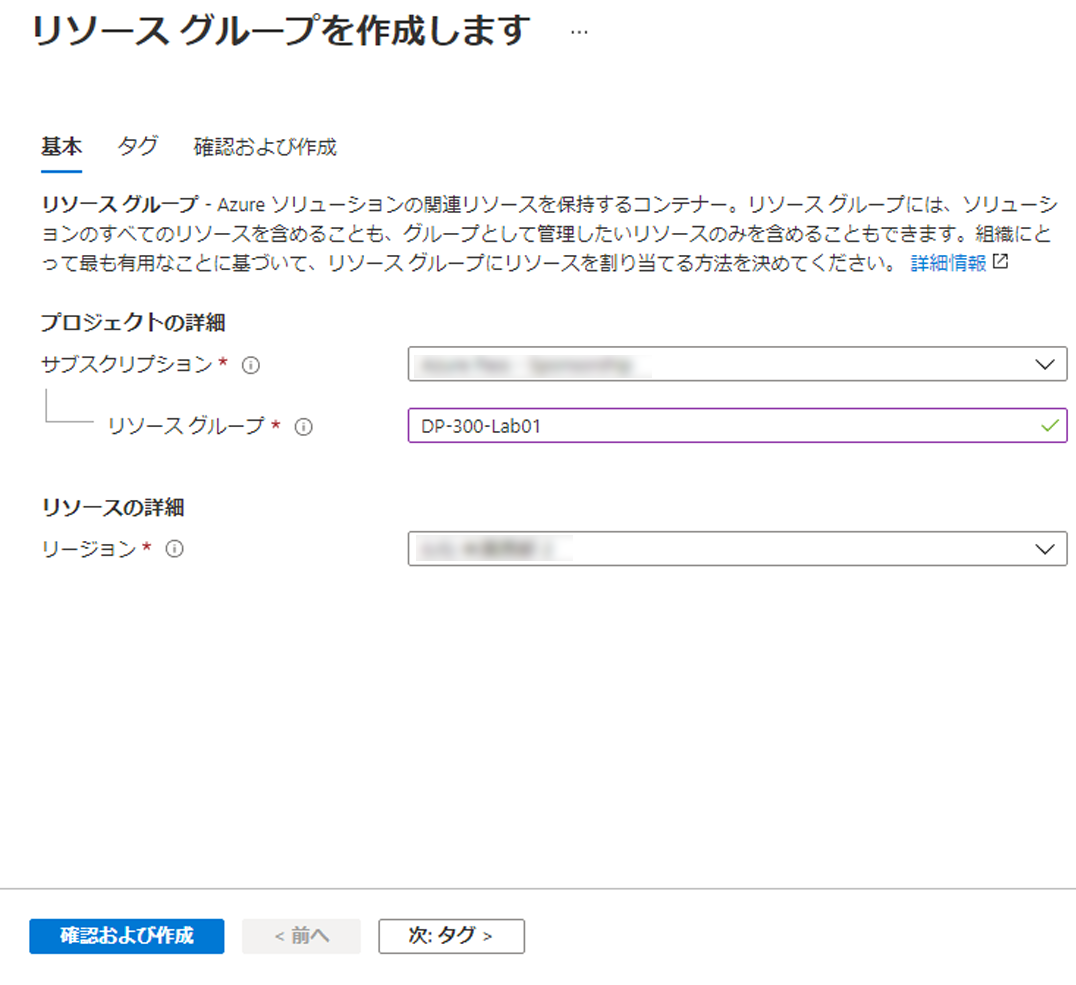 リソース グループを作成します ...
基本 タグ 確認および作成
リソース グループ - Azure ソリューションの関連リソースを保持するコンテナー。リソース グループには、ソリューシ
ョンのすべてのリソースを含めることも、グループとして管理したいリソースのみを含めることもできます。組織にと
って最も有用なことに基づいて、リソース グループにリソースを割り当てる方法を決めてください。 詳細情報
プロジェクトの詳細
サブスクリプション *
リソース グループ * DP-300-Lab01
リソースの詳細
リージョン *
確認および作成 < 前へ 次: タグ >